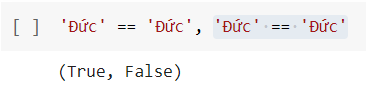 [ ] 'Đức' == 'Đức', 'Đức' == 'Đức'
(True, False)